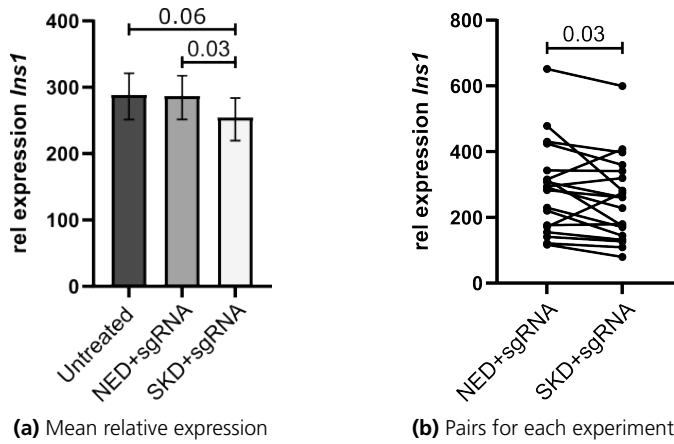 400
300
200
100
0
rel expression Ins1
0.06
0.03
Untreated
NED+sgRNA
SKD+sgRNA
(a) Mean relative expression
800
600
400
200
0
rel expression Ins1
0.03
NED+sgRNA
SKD+sgRNA
(b) Pairs for each experiment